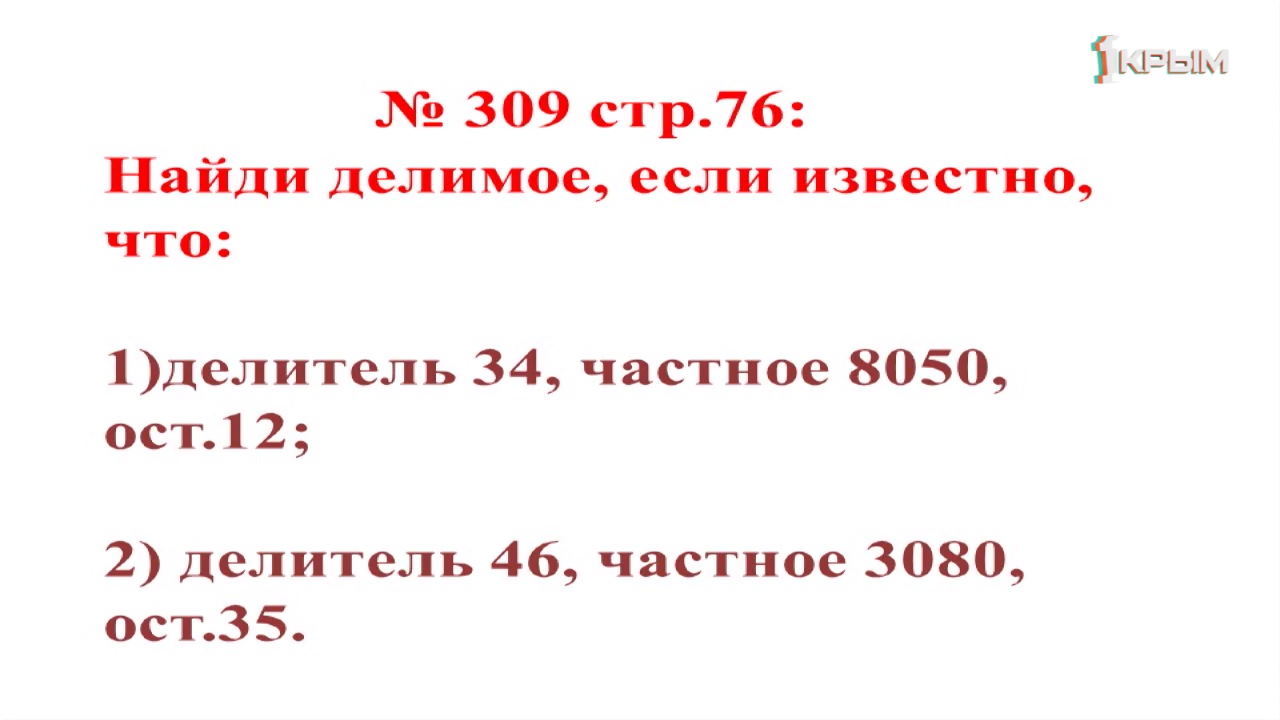 1КРЫМ
№ 309 стр.76:
Найди делимое, если известно,
что:
1)делитель 34, частное 8050,
ост.12;
2) делитель 46, частное 3080,
ост.35.